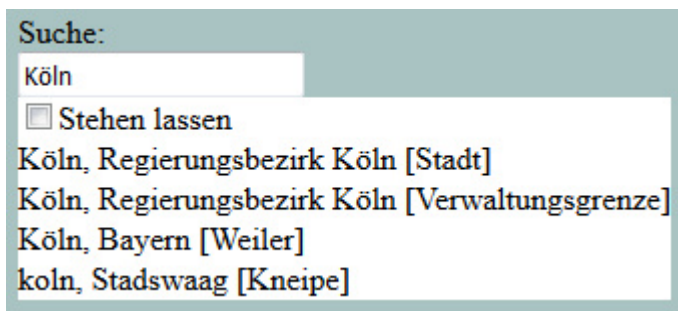 Suche:
Köln
Stehen lassen
Köln, Regierungsbezirk Köln [Stadt]
Köln, Regierungsbezirk Köln [Verwaltungsgrenze]
Köln, Bayern [Weiler]
koln, Stadswaag [Kneipe]